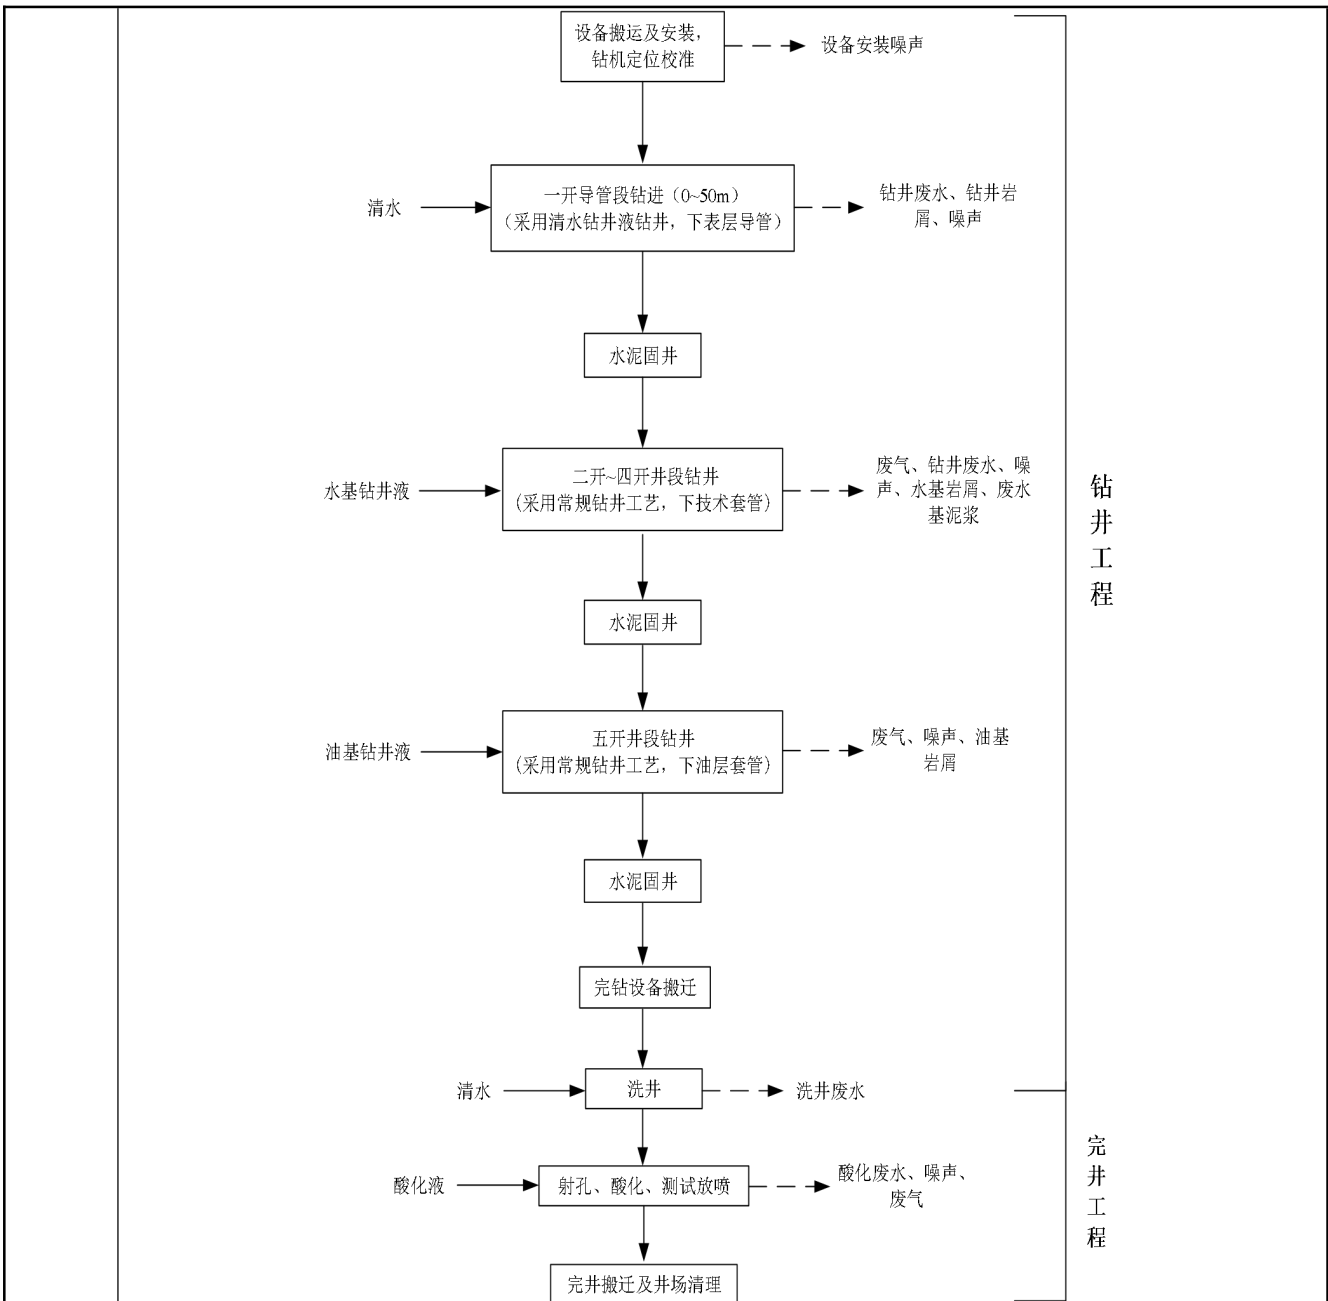 设备搬运及安装，
钻机定位校准
设备安装噪声
清水
一开导管段钻进（0~50m）
（采用清水钻井液钻井，下表层导管）
钻井废水、钻井岩
屑、噪声
水泥固井
水基钻井液
二开~四开井段钻井
（采用常规钻井工艺，下技术套管）
废气、钻井废水、噪
声、水基岩屑、废水
基泥浆
钻
井
工
程
水泥固井
油基钻井液
五开井段钻井
（采用常规钻井工艺，下油层套管）
废气、噪声、油基
岩屑
水泥固井
完钻设备搬迁
清水
洗井
洗井废水
酸化液
射孔、酸化、测试放喷
酸化废水、噪声、
废气
完
井
工
程
完井搬迁及井场清理